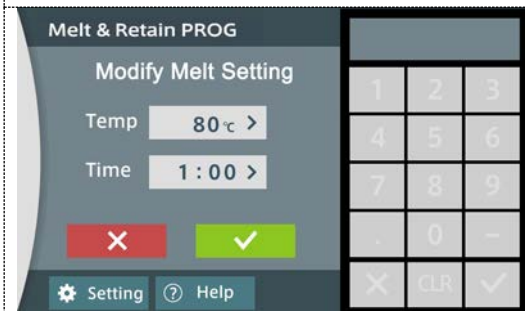 Melt & Retain PROG
Modify Melt Setting
Temp 80℃ >
Time 1:00 >
✕ ✓
Setting ? Help
1 2 3
4 5 6
7 8 9
. 0 −
✕ CLR ✓